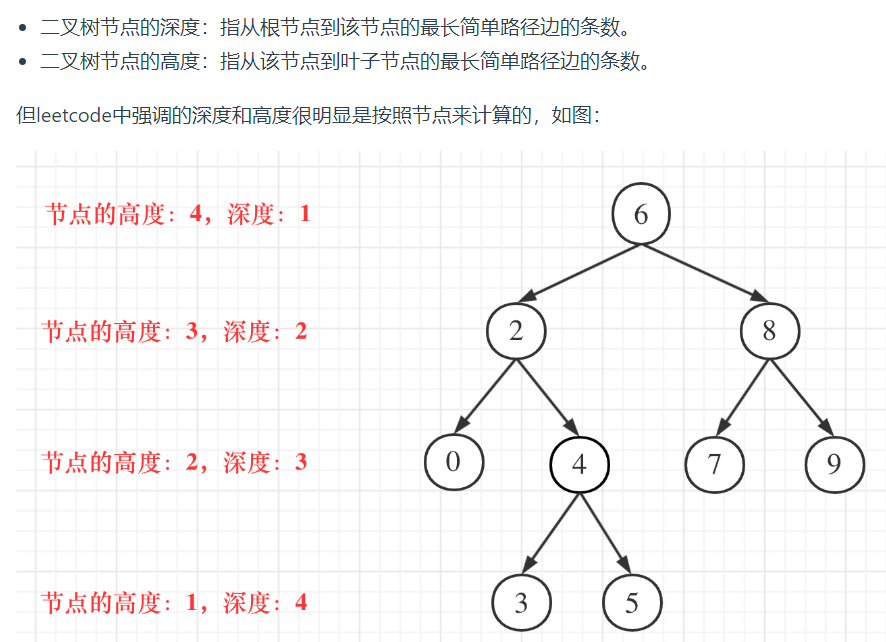 二叉树节点的深度：指从根节点到该节点的最长简单路径边的条数。
二叉树节点的高度：指从该节点到叶子节点的最长简单路径边的条数。
但leetcode中强调的深度和高度很明显是按照节点来计算的，如图：
节点的高度：4，深度：1
6
节点的高度：3，深度：2
2
8
节点的高度：2，深度：3
0
4
7
9
节点的高度：1，深度：4
3
5